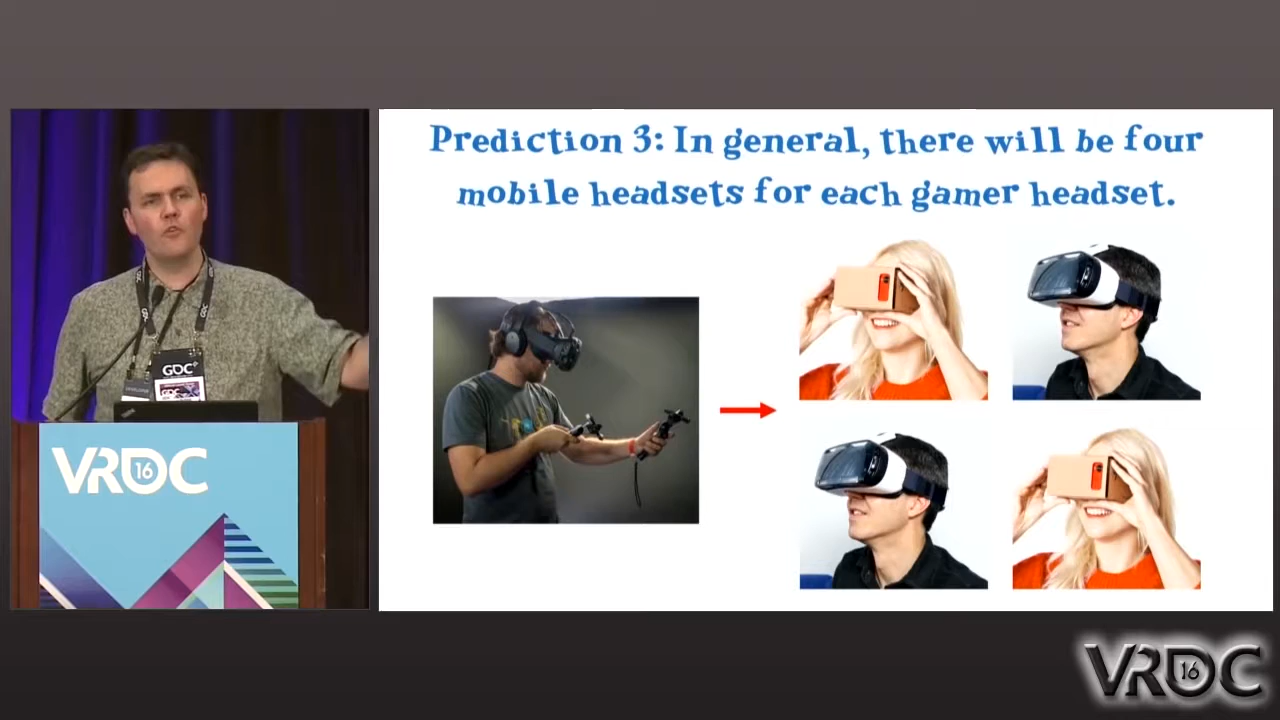 Prediction 3: In general, there will be four
mobile headsets for each gamer headset.
GDC
GDC
VRDC
16
VRDC
16